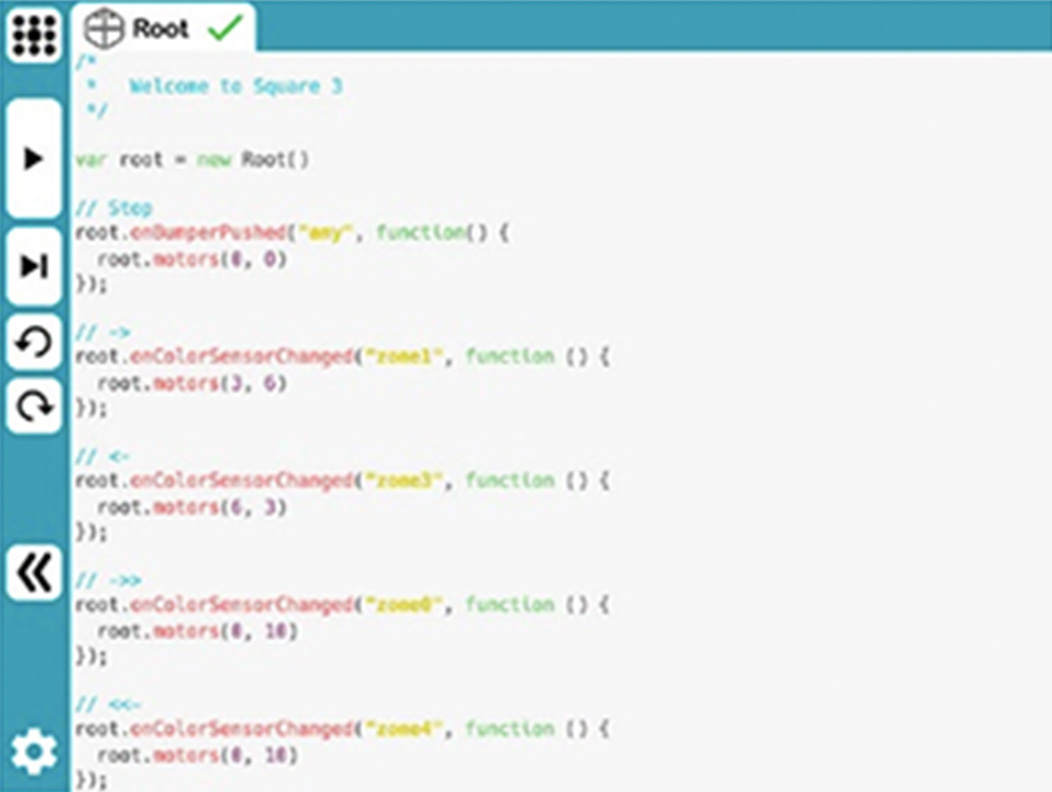 Root
/*
*   Welcome to Square 3
*/
var root = new Root()
// Stop
root.onBumperPushed("any", function() {
root.motors(0, 0)
});
// ->
root.onColorSensorChanged("zone1", function () {
root.motors(3, 6)
});
// <-
root.onColorSensorChanged("zone3", function () {
root.motors(6, 3)
});
// ->>
root.onColorSensorChanged("zone0", function () {
root.motors(0, 10)
});
// <<-
root.onColorSensorChanged("zone4", function () {
root.motors(0, 10)
});